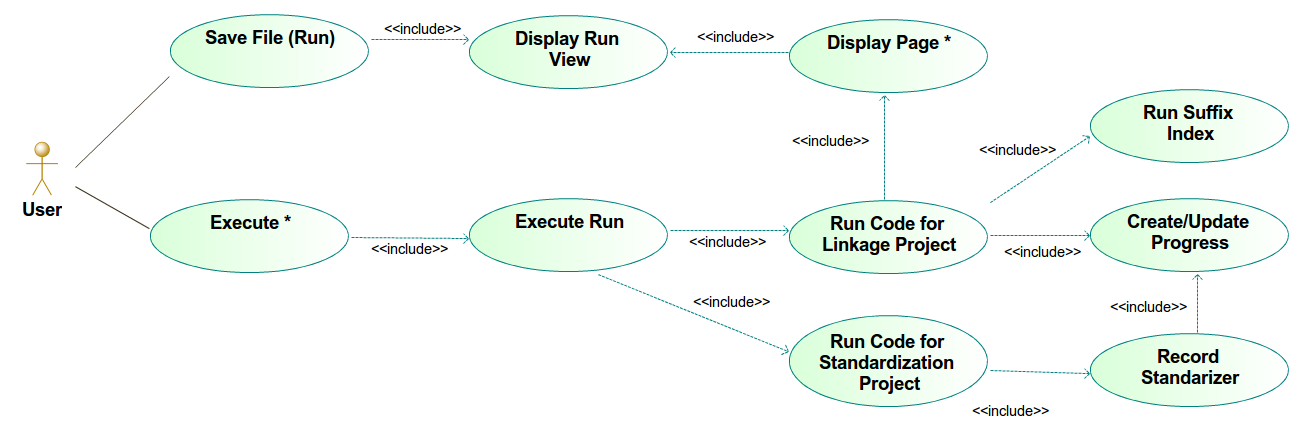 Save File (Run)
<<include>>
Display Run
View
<<include>>
Display Page *
Run Suffix
Index
<<include>>
<<include>>
User
Execute *
<<include>>
Execute Run
<<include>>
Run Code for
Linkage Project
<<include>>
Create/Update
Progress
<<include>>
<<include>>
Run Code for
Standardization
Project
<<include>>
Record
Standarizer